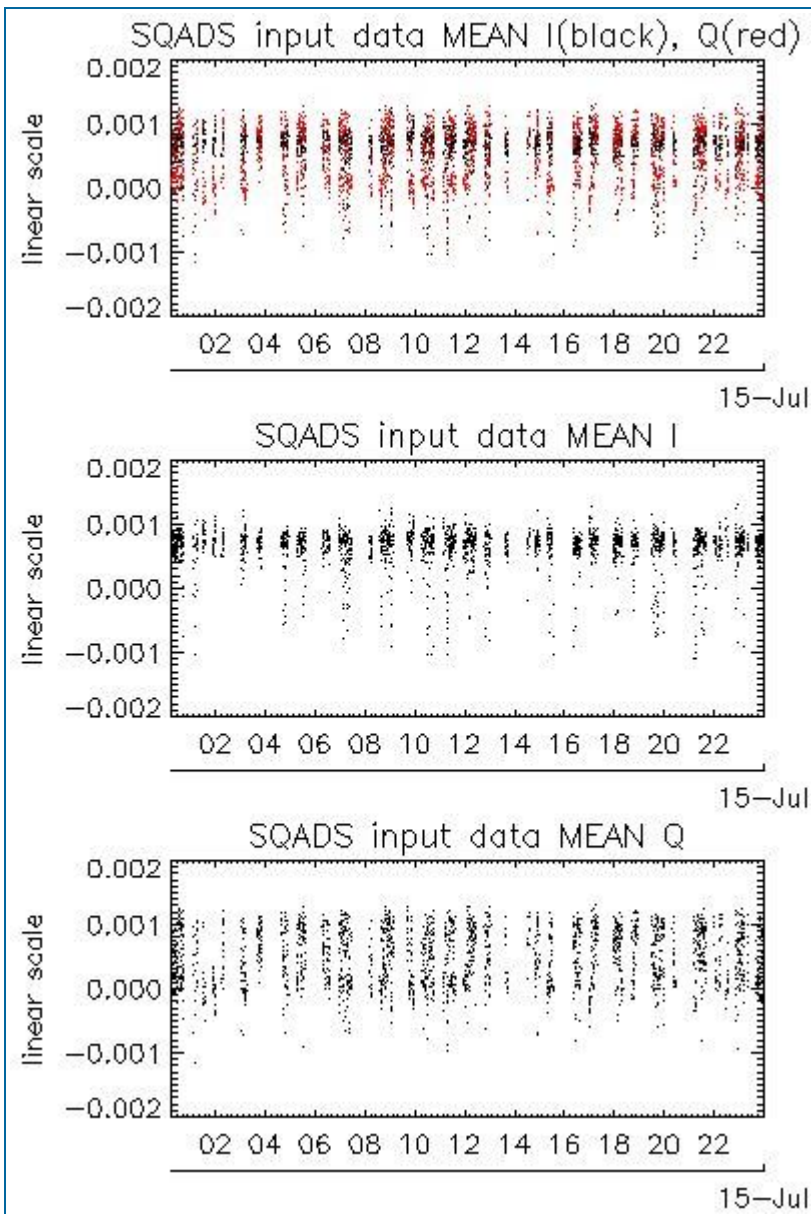 SQADS input data MEAN I(black), Q(red)
0.002
0.001
0.000
−0.001
−0.002
linear scale
02 04 06 08 10 12 14 16 18 20 22
15−Jul
SQADS input data MEAN I
0.002
0.001
0.000
−0.001
−0.002
linear scale
02 04 06 08 10 12 14 16 18 20 22
15−Jul
SQADS input data MEAN Q
0.002
0.001
0.000
−0.001
−0.002
linear scale
02 04 06 08 10 12 14 16 18 20 22
15−Jul